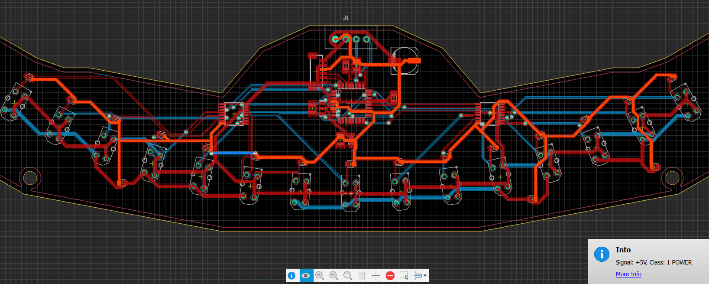 Info
Signal: +5V, Class: 1 POWER
More Info